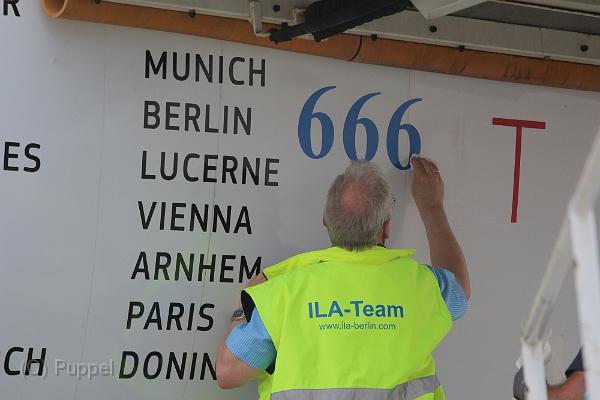 R
MUNICH
BERLIN
666
T
ES
LUCERNE
VIENNA
ARNHEM
PARIS
CH
DONIN
ILA-Team
www.ila-berlin.com
(c) Puppel